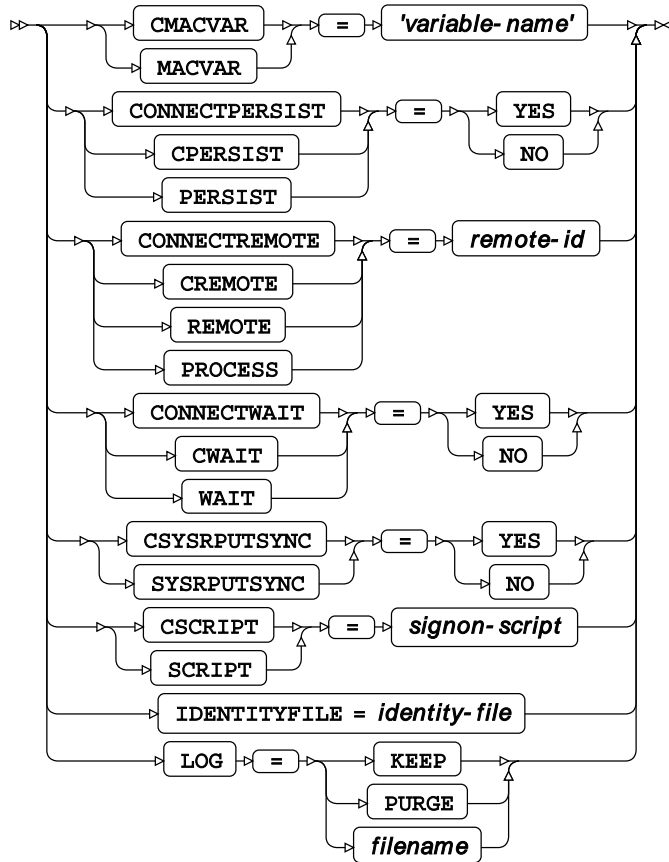 CMACVAR = 'variable-name'
MACVAR
CONNECTPERSIST = YES
CPERSIST NO
PERSIST
CONNECTREMOTE = remote-id
CREMOTE
REMOTE
PROCESS
CONNECTWAIT = YES
CWAIT NO
WAIT
CSYSRPUTSYNC = YES
SYSRPUTSYNC NO
CSCRIPT = signon-script
SCRIPT
IDENTITYFILE = identity-file
LOG = KEEP
PURGE
filename